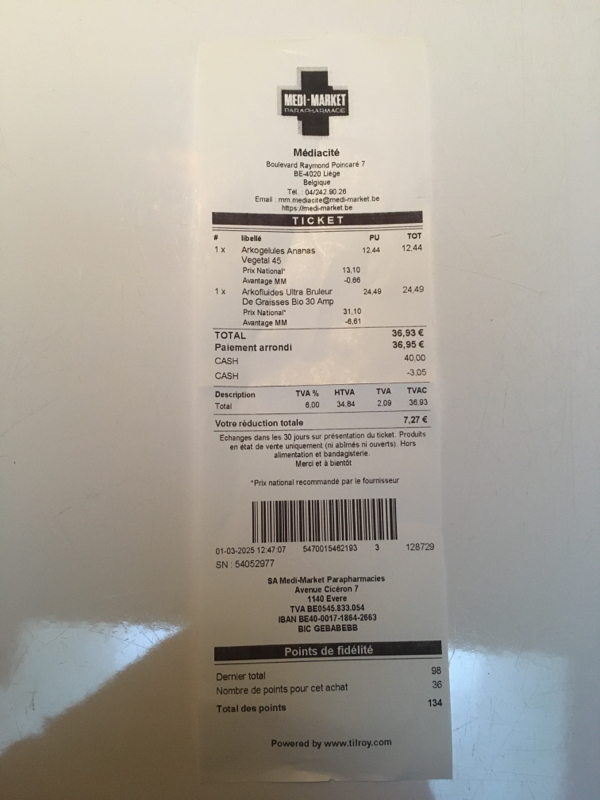 MEDI-MARKET
PARAPHARMACIE
Médiacité
Boulevard Raymond Poincaré 7
BE-4020 Liège
Belgique
Tél. : 04/242.90.26
Email : mm.mediacite@medi-market.be
https://medi-market.be
TICKET
# libellé PU TOT
1 x Arkogelules Ananas 12.44 12.44
Vegetal 45
Prix National* 13,10
Avantage MM -0,66
1 x Arkofluides Ultra Bruleur 24,49 24,49
De Graisses Bio 30 Amp
Prix National* 31,10
Avantage MM -6,61
TOTAL 36,93 €
Paiement arrondi 36,95 €
CASH 40,00
CASH -3,05
Description TVA % HTVA TVA TVAC
Total 6,00 34,84 2,09 36,93
Votre réduction totale 7,27 €
Echanges dans les 30 jours sur présentation du ticket. Produits
en état de vente uniquement (ni abîmés ni ouverts). Hors
alimentation et bandagisterie.
Merci et à bientôt
*Prix national recommandé par le fournisseur
01-03-2025 12:47:07 5470015462193 3 128729
SN : 54052977
SA Medi-Market Parapharmacies
Avenue Cicéron 7
1140 Evere
TVA BE0545.833.054
IBAN BE40-0017-1864-2663
BIC GEBABEBB
Points de fidélité
Dernier total 98
Nombre de points pour cet achat 36
Total des points 134
Powered by www.tilroy.com